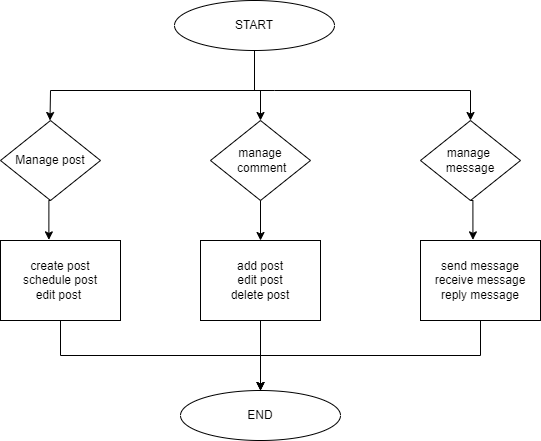 START
Manage post
manage
comment
manage
message
create post
schedule post
edit post
add post
edit post
delete post
send message
receive message
reply message
END